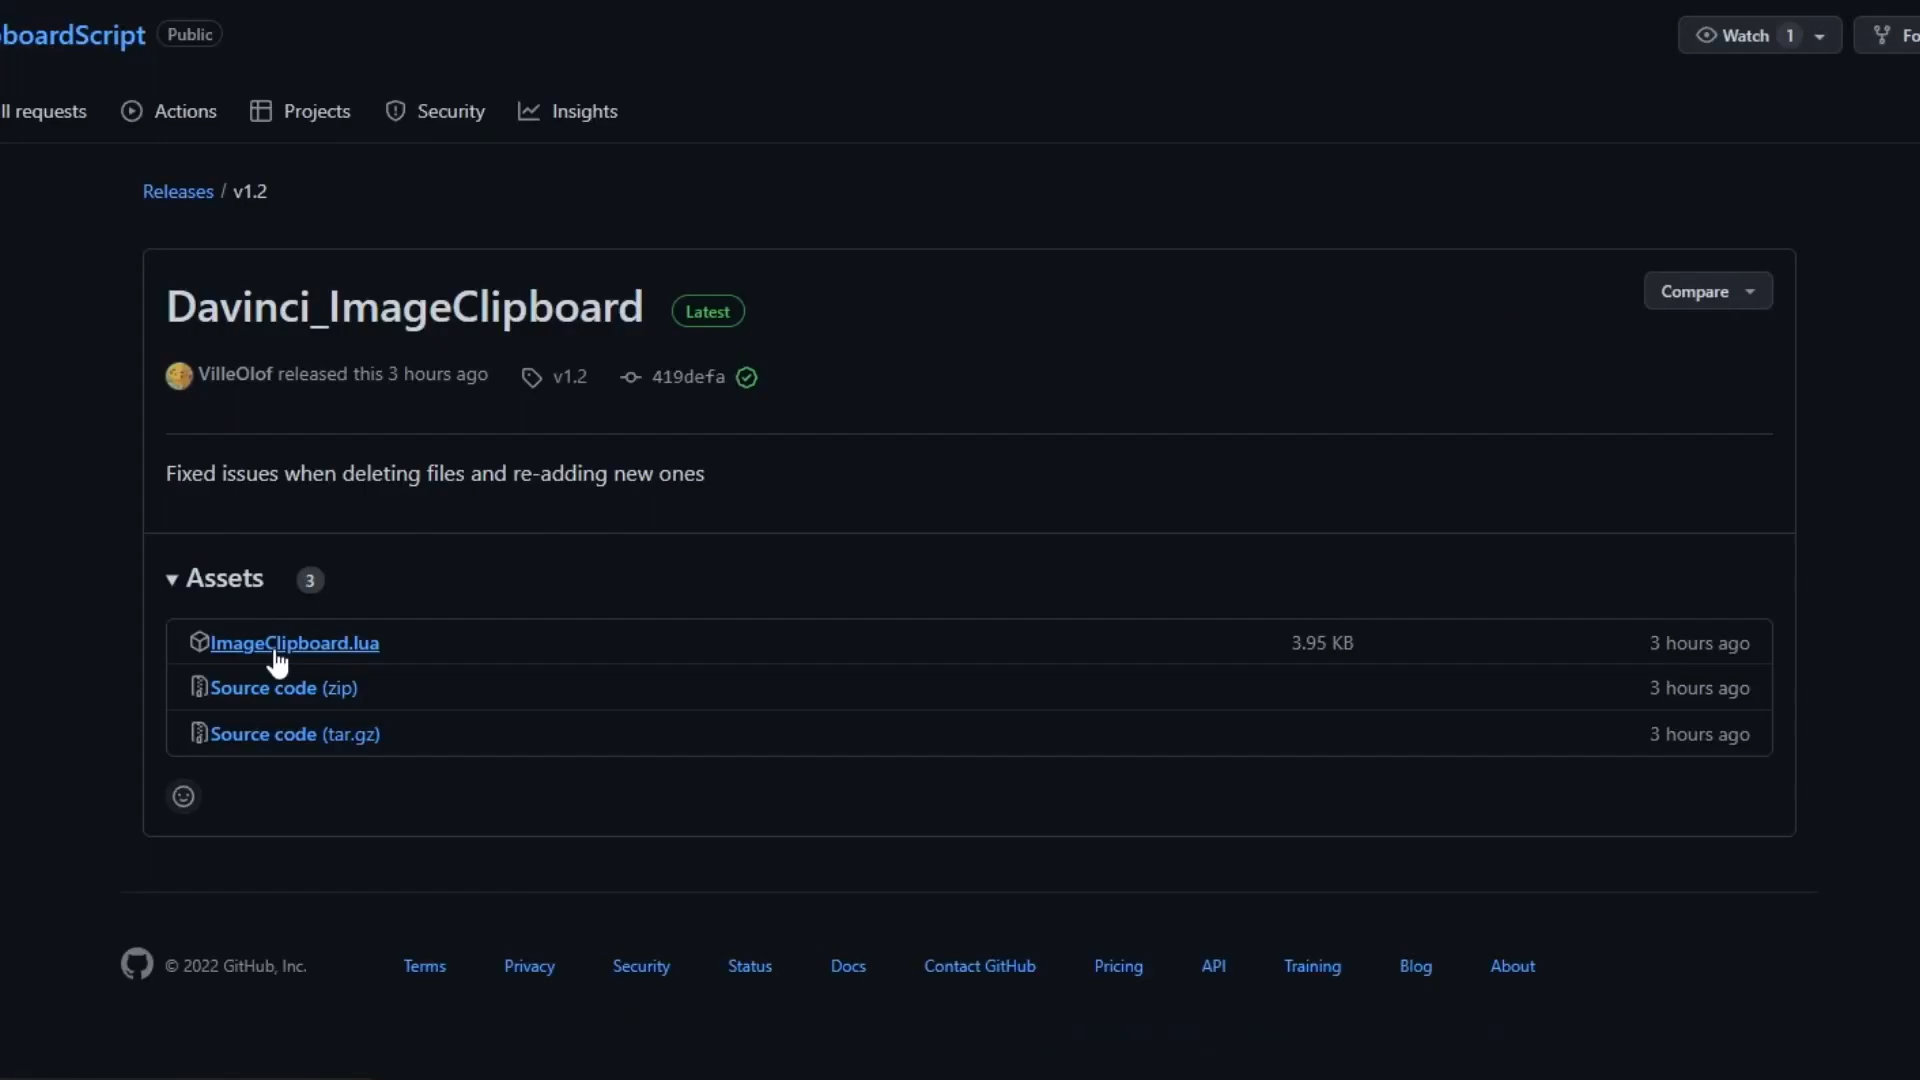 boardScript Public
Watch 1
Fo
ll requests Actions Projects Security Insights
Releases / v1.2
Davinci_ImageClipboard Latest
Compare
VilleOlof released this 3 hours ago v1.2 419defa
Fixed issues when deleting files and re-adding new ones
Assets 3
ImageClipboard.lua 3.95 KB 3 hours ago
Source code (zip) 3 hours ago
Source code (tar.gz) 3 hours ago
© 2022 GitHub, Inc. Terms Privacy Security Status Docs Contact GitHub Pricing API Training Blog About